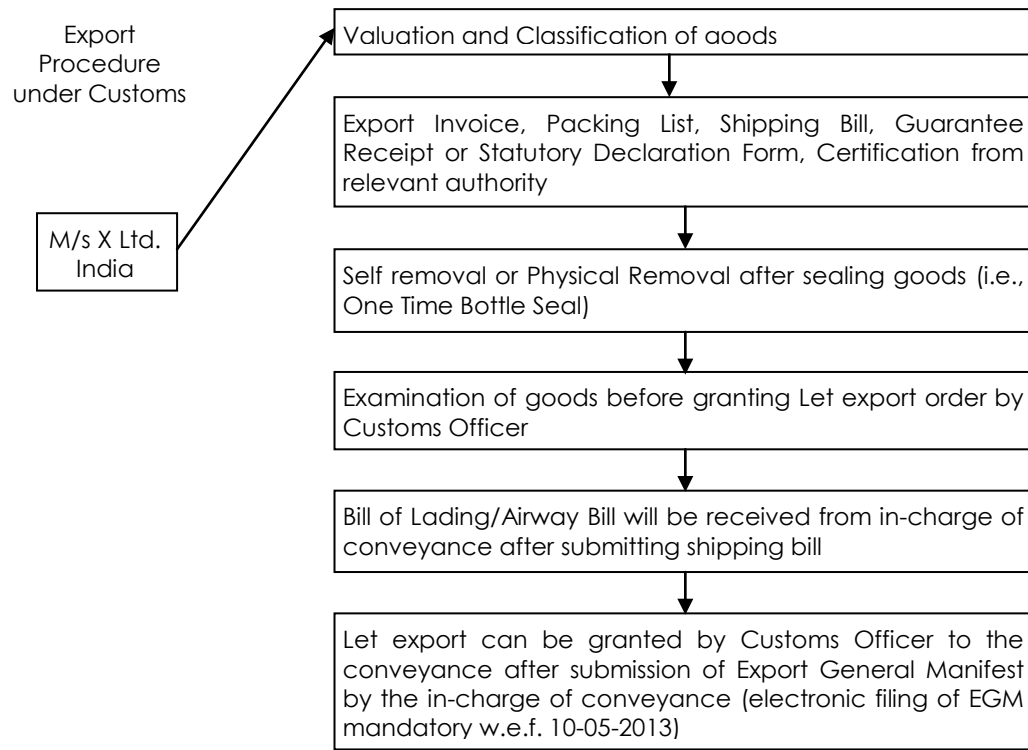 Export
Procedure
under Customs
Valuation and Classification of aoods
Export Invoice, Packing List, Shipping Bill, Guarantee
Receipt or Statutory Declaration Form, Certification from
relevant authority
M/s X Ltd.
India
Self removal or Physical Removal after sealing goods (i.e.,
One Time Bottle Seal)
Examination of goods before granting Let export order by
Customs Officer
Bill of Lading/Airway Bill will be received from in-charge of
conveyance after submitting shipping bill
Let export can be granted by Customs Officer to the
conveyance after submission of Export General Manifest
by the in-charge of conveyance (electronic filing of EGM
mandatory w.e.f. 10-05-2013)